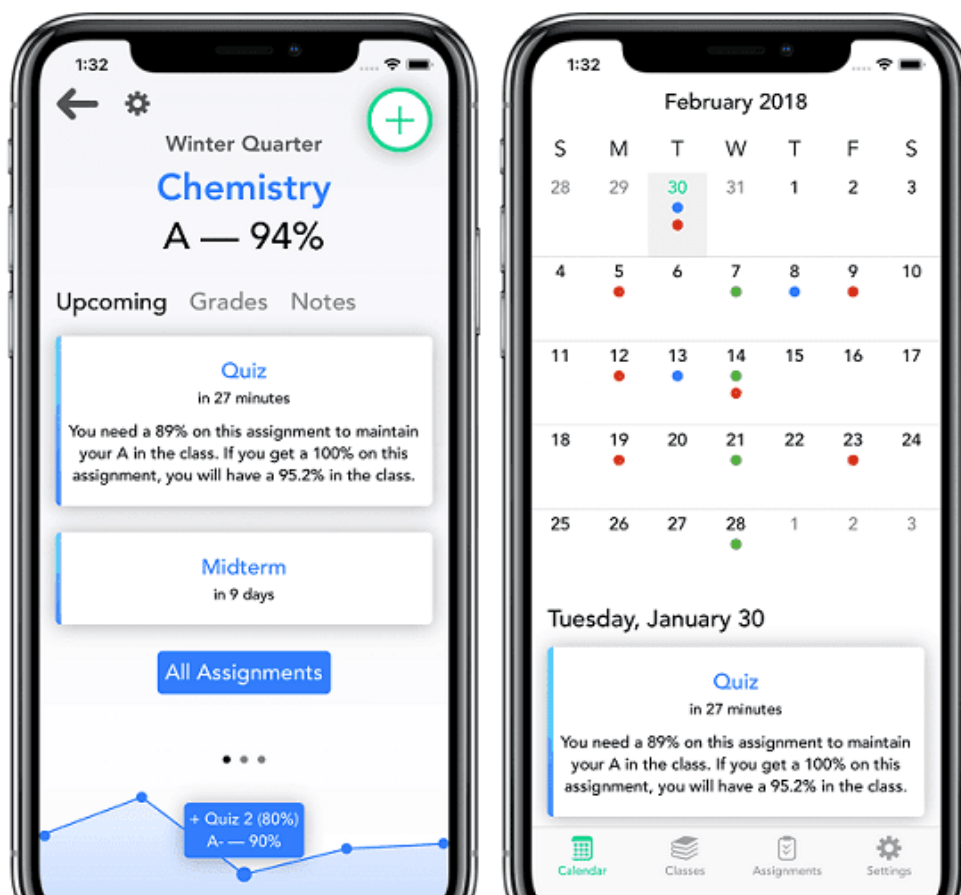 1:32
Winter Quarter
Chemistry
A — 94%
Upcoming Grades Notes
Quiz
in 27 minutes
You need a 89% on this assignment to maintain
your A in the class. If you get a 100% on this
assignment, you will have a 95.2% in the class.
Midterm
in 9 days
All Assignments
+ Quiz 2 (80%)
A- — 90%
1:32
February 2018
S M T W T F S
28 29 30 31 1 2 3
4 5 6 7 8 9 10
11 12 13 14 15 16 17
18 19 20 21 22 23 24
25 26 27 28 1 2 3
Tuesday, January 30
Quiz
in 27 minutes
You need a 89% on this assignment to maintain
your A in the class. If you get a 100% on this
assignment, you will have a 95.2% in the class.
Calendar Classes Assignments Settings